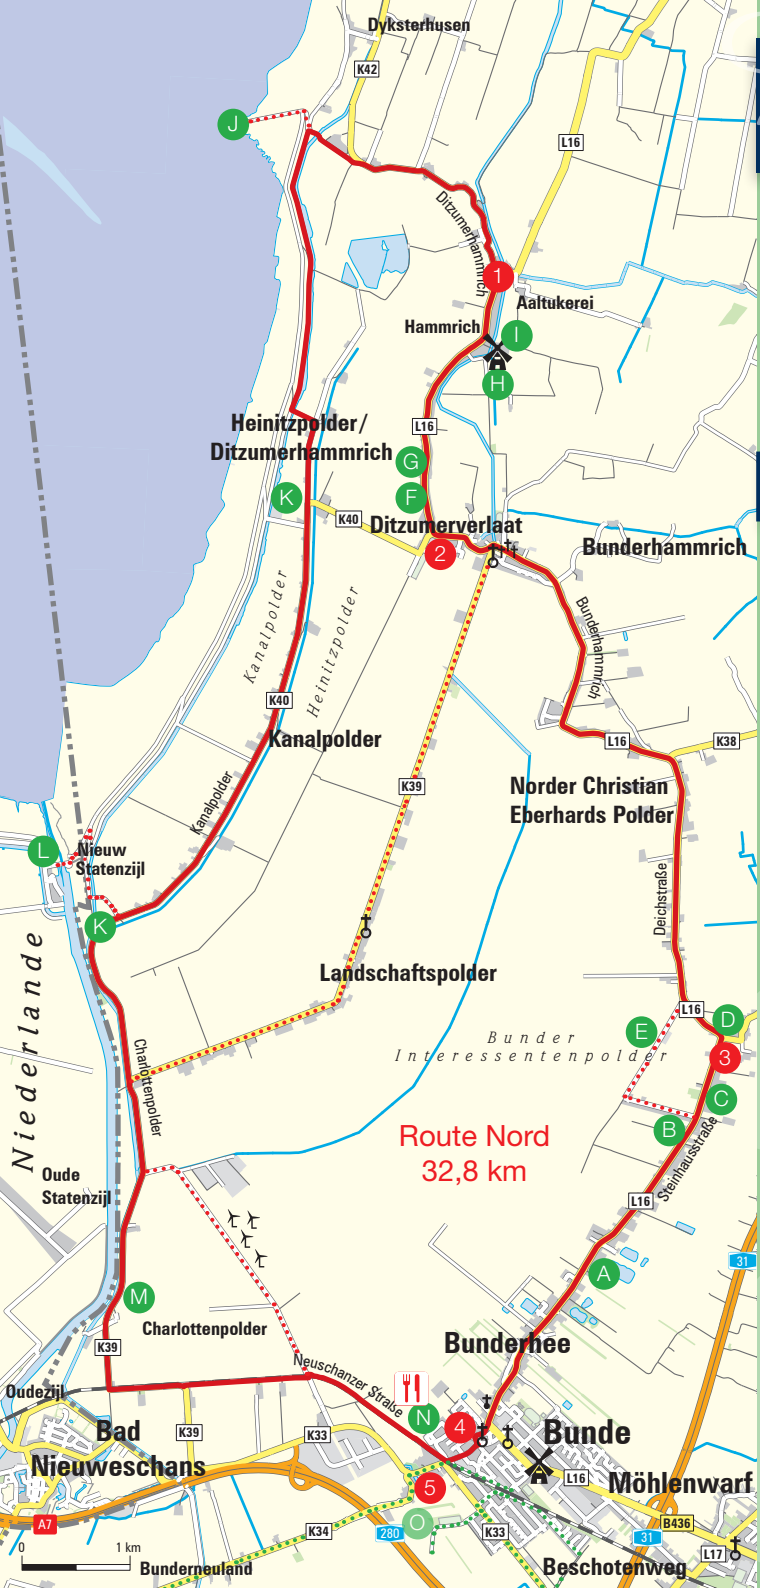 Dyksterhusen
K42
J
L16
Ditzumerhammrich
1
Aaltukerei
Hammrich
I
H
Heinitzpolder/
Ditzumerhammrich
L16
G
K
F
K40
Ditzumerverlaat
2
Bunderhammrich
Kanalpolder
Heinitzpolder
Bunderhammrich
K40
Kanalpolder
L16
K38
K39
Norder Christian
Eberhards Polder
Kanalpolder
L
Nieuw
Statenzijl
Deichstraße
K
Niederlande
Landschaftspolder
L16
D
E
Bunder
Interessentenpolder
3
Charlottenpolder
C
B
Route Nord
32,8 km
Steinhausstraße
Oude
Statenzijl
L16
31
A
M
Charlottenpolder
K39
Bunderhee
Neuschanzer Straße
Oudezijl
N
4
Bad
Nieuweschans
K39
K33
Bunde
L16
Möhlenwarf
5
A7
K34
280
O
K33
31
B436
L17
0
1 km
Bunderneuland
Beschotenweg